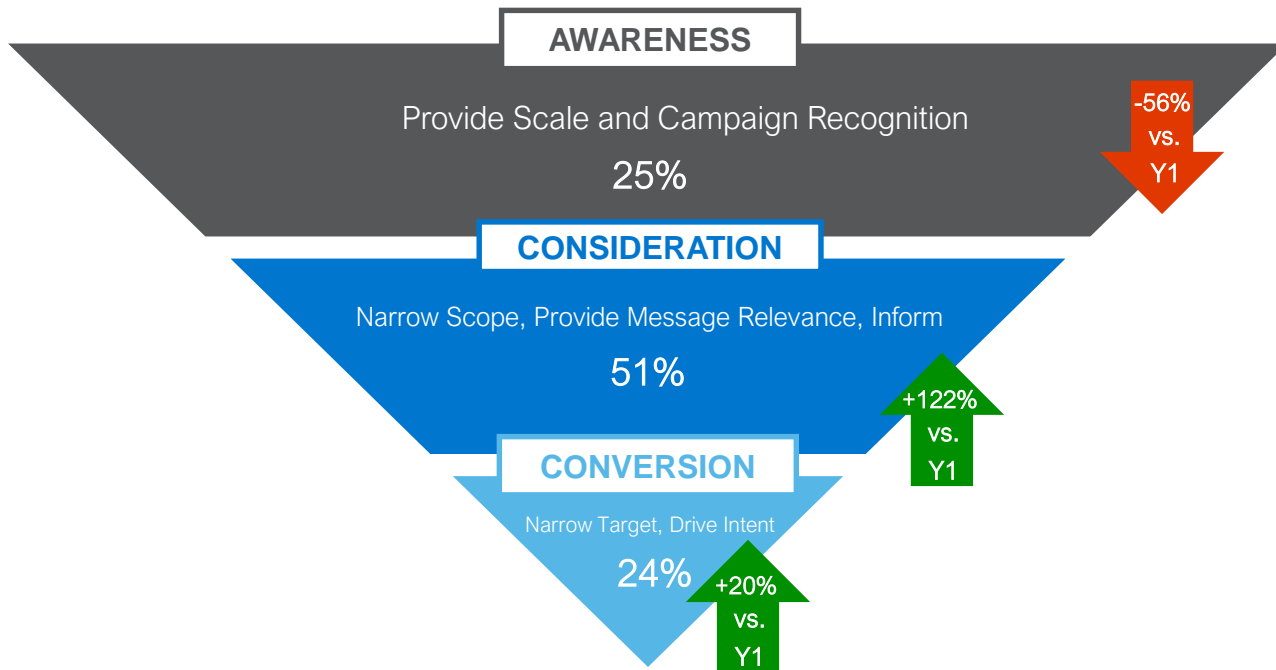 AWARENESS
Provide Scale and Campaign Recognition
25%
-56%
vs.
Y1
CONSIDERATION
Narrow Scope, Provide Message Relevance, Inform
51%
+122%
vs.
Y1
CONVERSION
Narrow Target, Drive Intent
24%
+20%
vs.
Y1